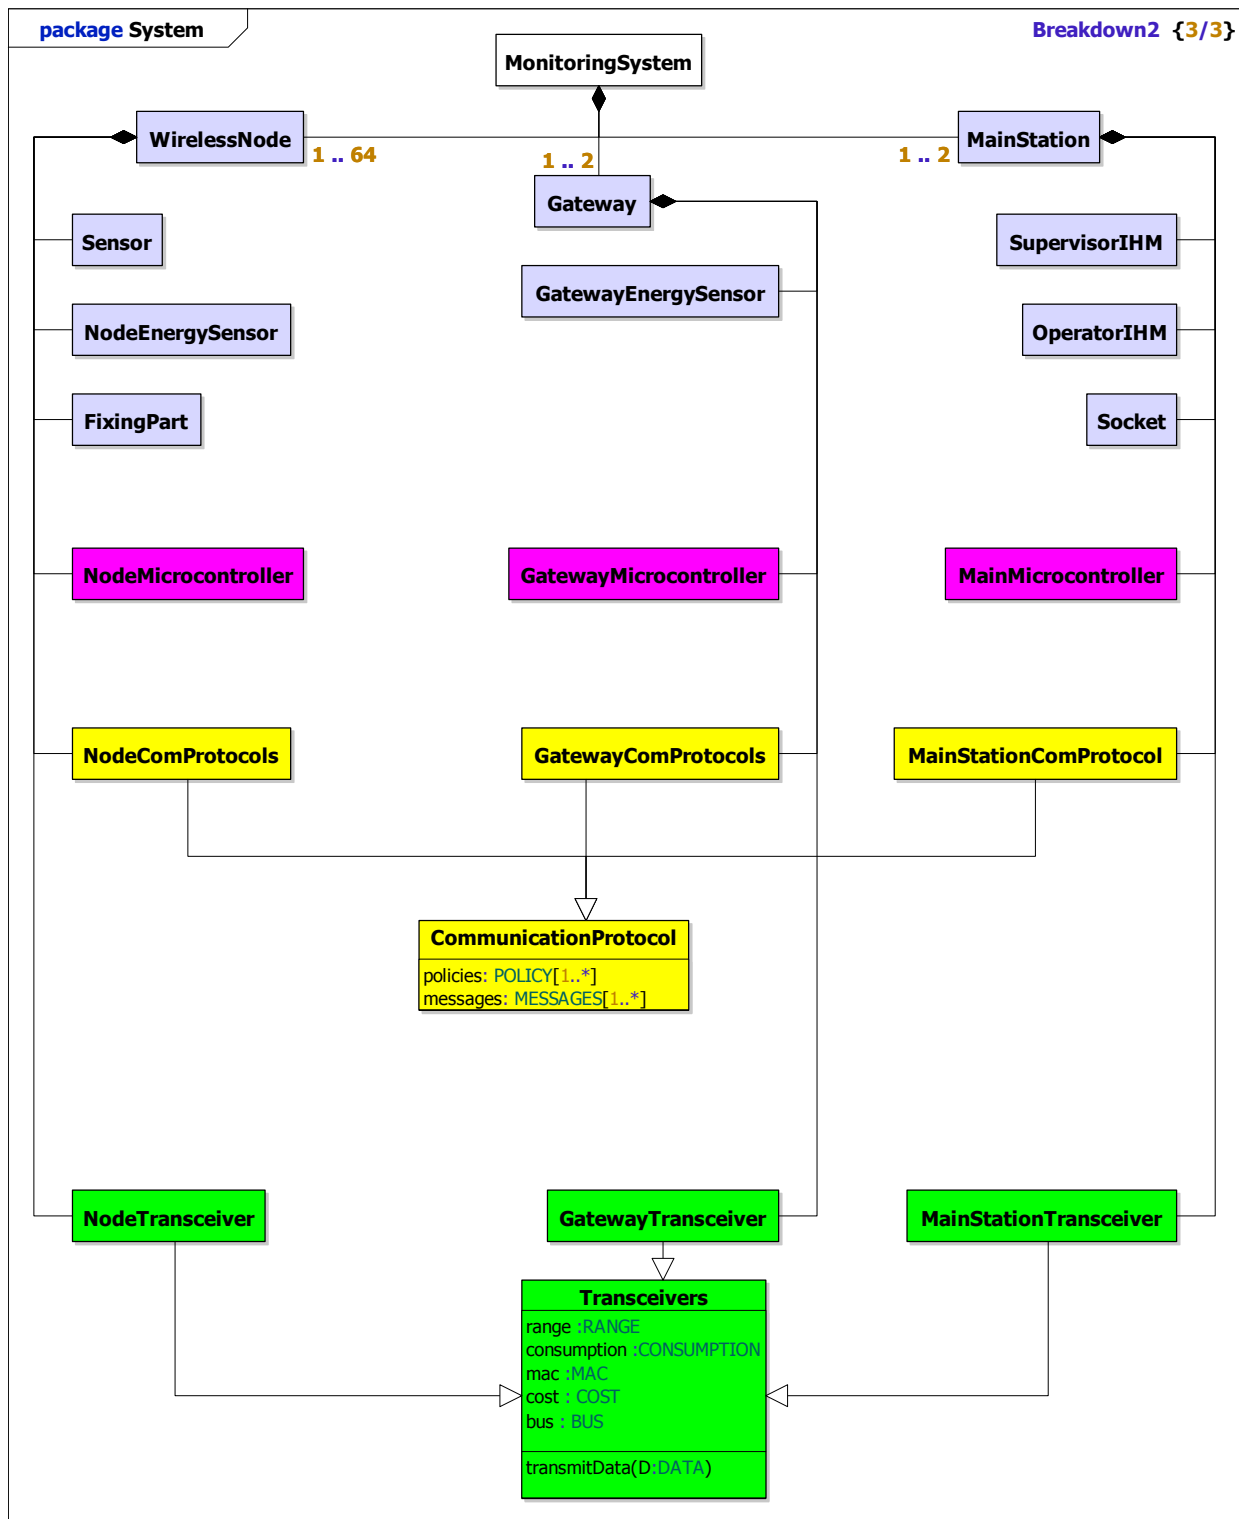 package System
Breakdown2 {3/3}
MonitoringSystem
WirelessNode
MainStation
1 .. 64
1 .. 2
1 .. 2
Gateway
Sensor
SupervisorIHM
GatewayEnergySensor
NodeEnergySensor
OperatorIHM
FixingPart
Socket
NodeMicrocontroller
GatewayMicrocontroller
MainMicrocontroller
NodeComProtocols
GatewayComProtocols
MainStationComProtocol
CommunicationProtocol
policies: POLICY[1..*]
messages: MESSAGES[1..*]
NodeTransceiver
GatewayTransceiver
MainStationTransceiver
Transceivers
range :RANGE
consumption :CONSUMPTION
mac :MAC
cost : COST
bus : BUS
transmitData(D:DATA)